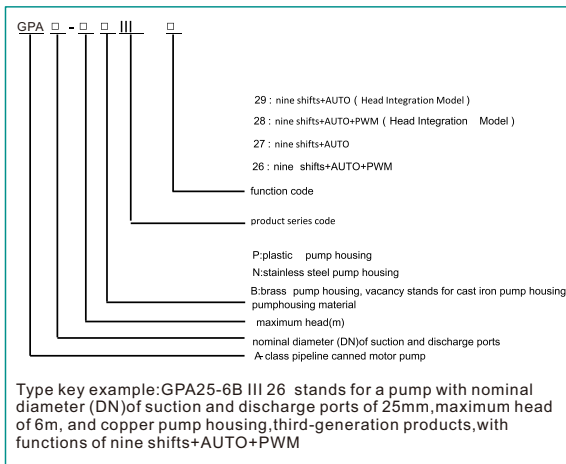 GPA □ - □ □ III □
29 : nine shifts+AUTO ( Head Integration Model )
28 : nine shifts+AUTO+PWM ( Head Integration Model )
27 : nine shifts+AUTO
26 : nine shifts+AUTO+PWM
function code
product series code
P:plastic pump housing
N:stainless steel pump housing
B:brass pump housing, vacancy stands for cast iron pump housing
pumphousing material
maximum head(m)
nominal diameter (DN)of suction and discharge ports
A-class pipeline canned motor pump
Type key example:GPA25-6B III 26 stands for a pump with nominal
diameter (DN)of suction and discharge ports of 25mm,maximum head
of 6m, and copper pump housing,third-generation products,with
functions of nine shifts+AUTO+PWM